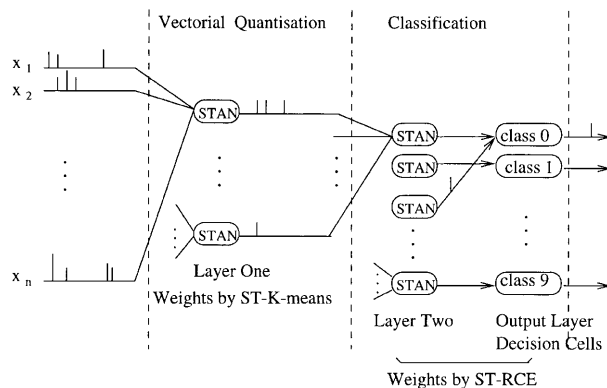 Vectorial Quantisation
Classification
x 1
x 2
x n
STAN
STAN
Layer One
Weights by ST-K-means
STAN
STAN
STAN
STAN
class 0
class 1
class 9
Layer Two
Output Layer
Decision Cells
Weights by ST-RCE